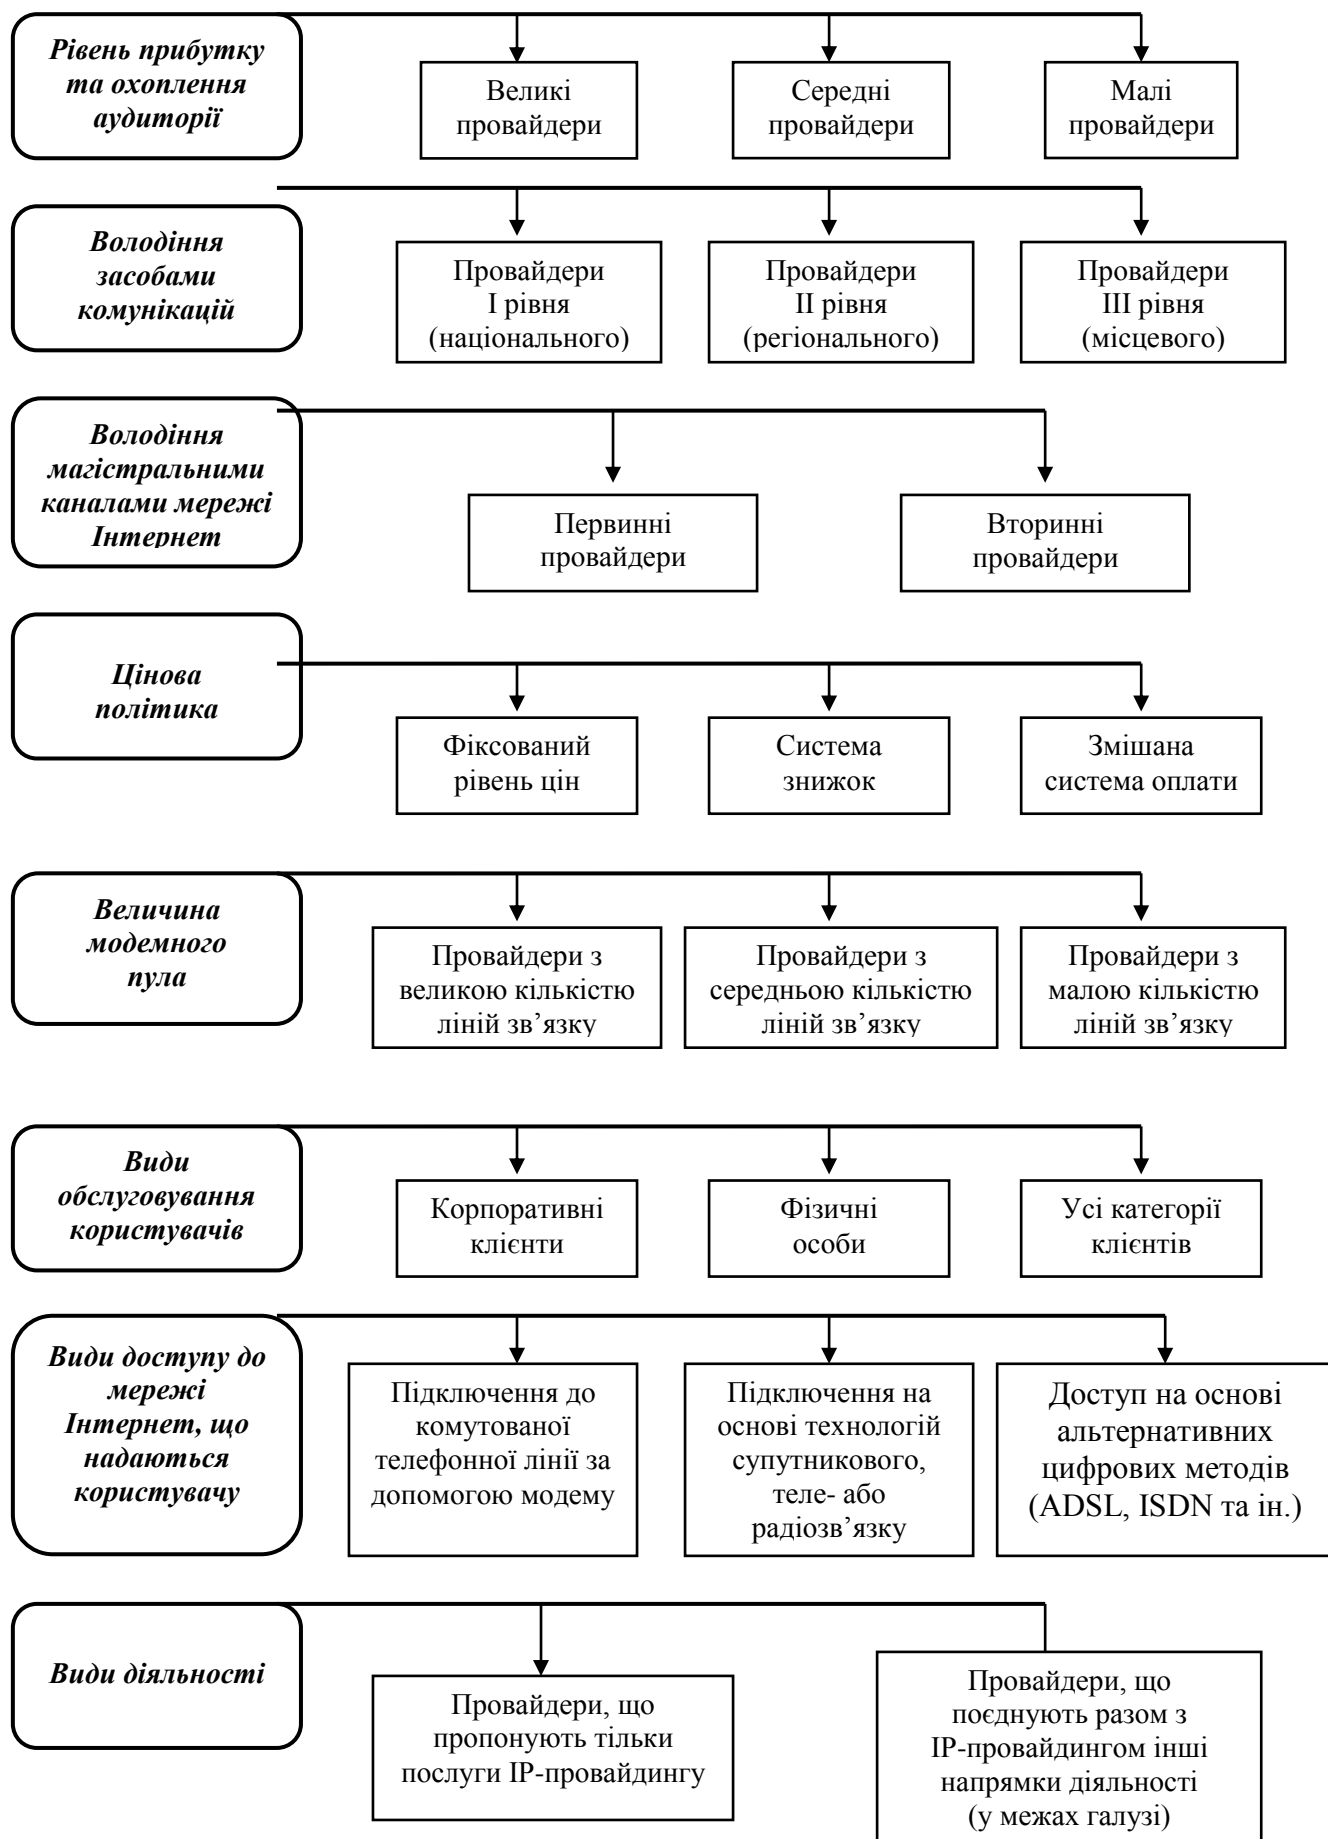 Рівень прибутку
та охоплення
аудиторії
Великі
провайдери
Середні
провайдери
Малі
провайдери
Володіння
засобами
комунікацій
Провайдери
І рівня
(національного)
Провайдери
ІІ рівня
(регіонального)
Провайдери
ІІІ рівня
(місцевого)
Володіння
магістральними
каналами мережі
Інтернет
Первинні
провайдери
Вторинні
провайдери
Цінова
політика
Фіксований
рівень цін
Система
знижок
Змішана
система оплати
Величина
модемного
пула
Провайдери з
великою кількістю
ліній зв’язку
Провайдери з
середньою кількістю
ліній зв’язку
Провайдери з
малою кількістю
ліній зв’язку
Види
обслуговування
користувачів
Корпоративні
клієнти
Фізичні
особи
Усі категорії
клієнтів
Види доступу до
мережі
Інтернет, що
надаються
користувачу
Підключення до
комутованої
телефонної лінії за
допомогою модему
Підключення на
основі технологій
супутникового,
теле- або
радіозв’язку
Доступ на основі
альтернативних
цифрових методів
(ADSL, ISDN та ін.)
Види діяльності
Провайдери, що
пропонують тільки
послуги ІР-провайдингу
Провайдери, що
поєднують разом з
ІР-провайдингом інші
напрямки діяльності
(у межах галузі)